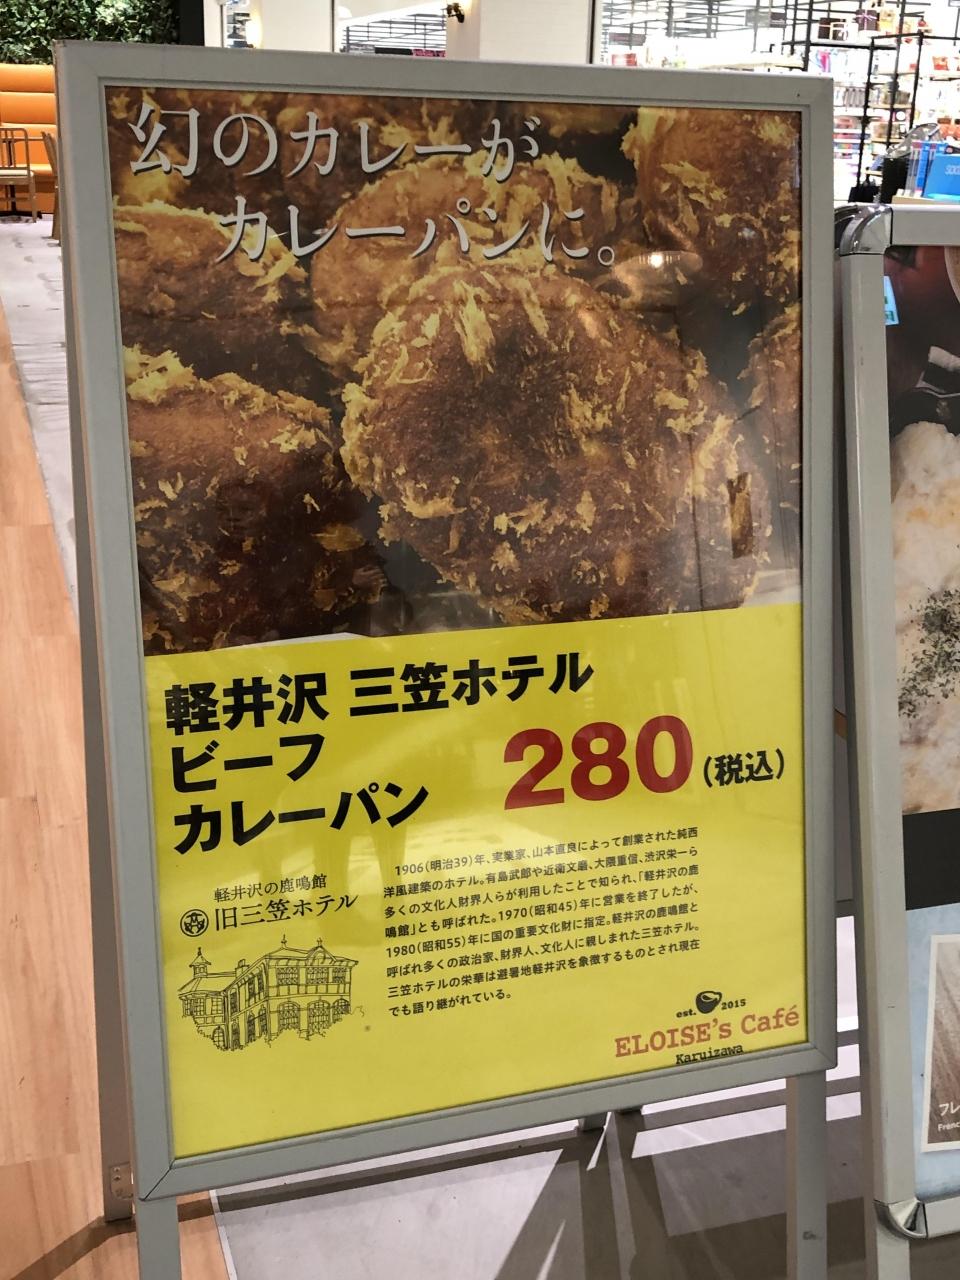 幻のカレーが
カレーパンに。
軽井沢 三笠ホテル
ビーフ
カレーパン
280(税込)
1906(明治39)年、実業家、山本直良によって創業された純西
洋風建築のホテル。有島武郎や近衛文磨、大隈重信、渋沢栄一ら
多くの文化人財界人らが利用したことで知られ、「軽井沢の鹿
鳴館」とも呼ばれた。1970(昭和45)年に営業を終了したが、
1980(昭和55)年に国の重要文化財に指定。軽井沢の鹿鳴館と
呼ばれ多くの政治家、財界人、文化人に親しまれた三笠ホテル。
三笠ホテルの栄華は避暑地軽井沢を象徴するものとされ現在
でも語り継がれている。
軽井沢の鹿鳴館
旧三笠ホテル
est. 2015
ELOISE's Café
Karuizawa
フレ
Frenc